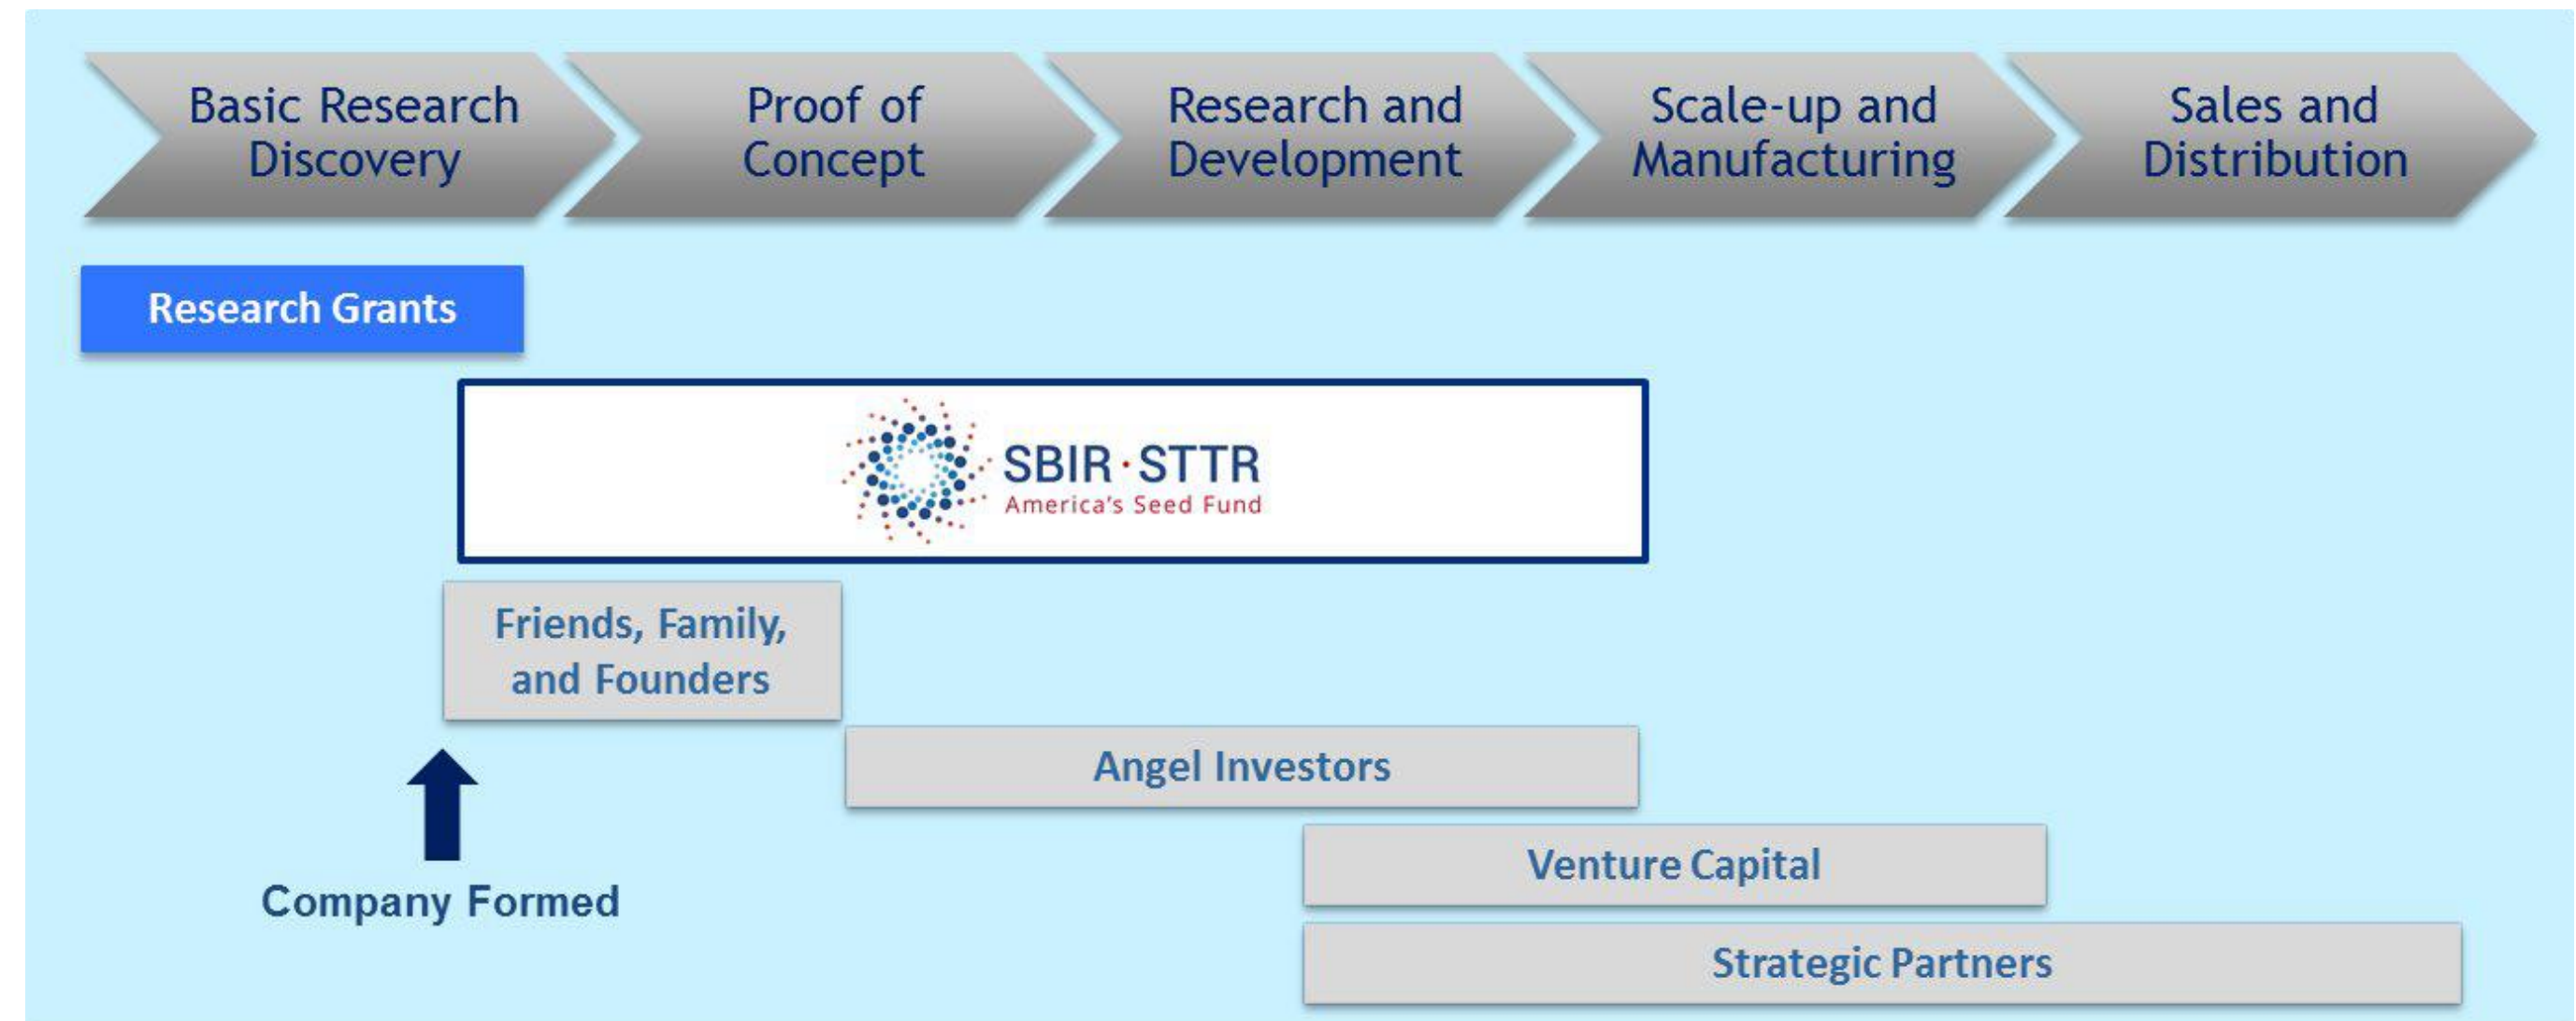 Basic Research
Discovery
Proof of
Concept
Research and
Development
Scale-up and
Manufacturing
Sales and
Distribution
Research Grants
SBIR·STTR
America's Seed Fund
Friends, Family,
and Founders
Angel Investors
Company Formed
Venture Capital
Strategic Partners